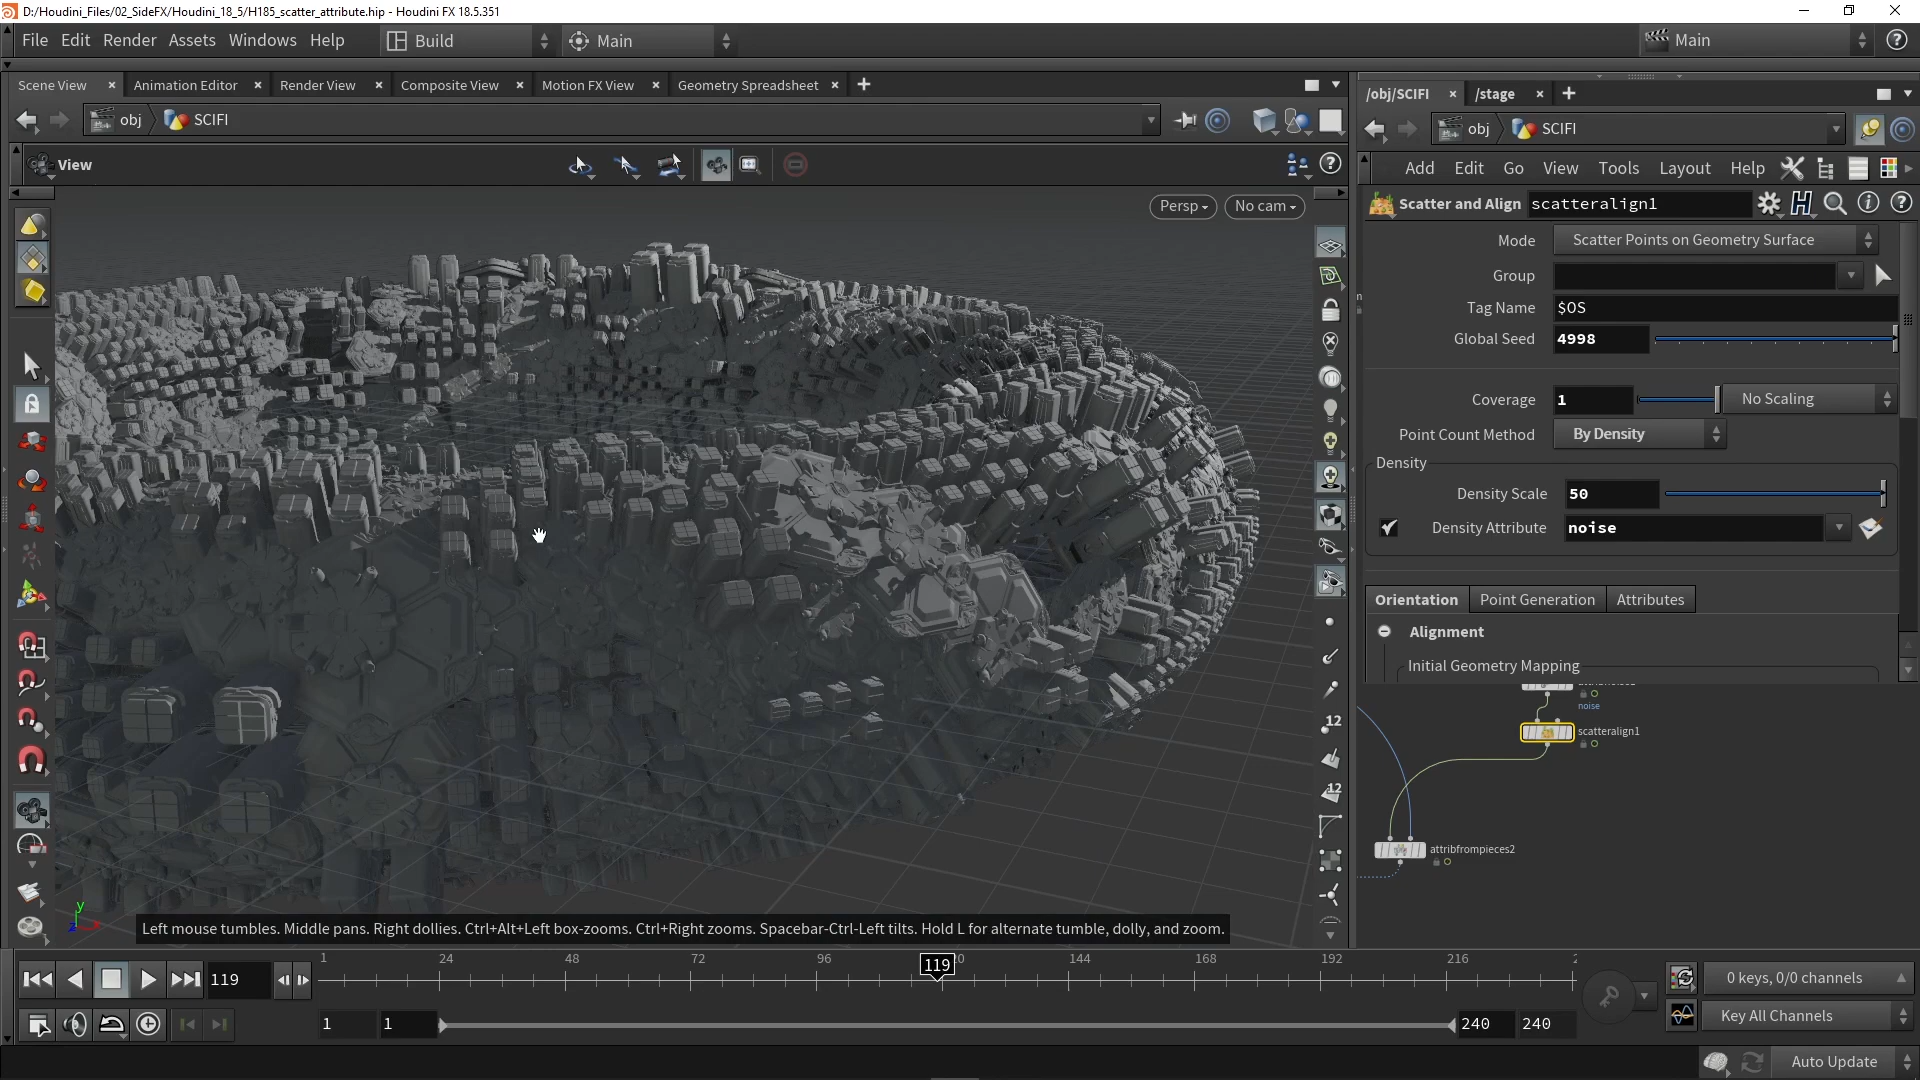 D:/Houdini_Files/02_SideFX/Houdini_18_5/H185_scatter_attribute.hip - Houdini FX 18.5.351
File Edit Render Assets Windows Help Build Main Main
Scene View Animation Editor Render View Composite View Motion FX View Geometry Spreadsheet
obj SCIFI
View
Persp No cam
12
12
Left mouse tumbles. Middle pans. Right dollies. Ctrl+Alt+Left box-zooms. Ctrl+Right zooms. Spacebar-Ctrl-Left tilts. Hold L for alternate tumble, dolly, and zoom.
y
/obj/SCIFI /stage
obj SCIFI
Add Edit Go View Tools Layout Help
Scatter and Align scatteralign1
Mode Scatter Points on Geometry Surface
Group
Tag Name $OS
Global Seed 4998
Coverage 1 No Scaling
Point Count Method By Density
Density
Density Scale 50
Density Attribute noise
Orientation Point Generation Attributes
Alignment
Initial Geometry Mapping
noise
scatteralign1
attribfrompieces2
119 1 24 48 72 96 119 144 168 192 216
0 keys, 0/0 channels
1 1 240 240
Key All Channels
Auto Update